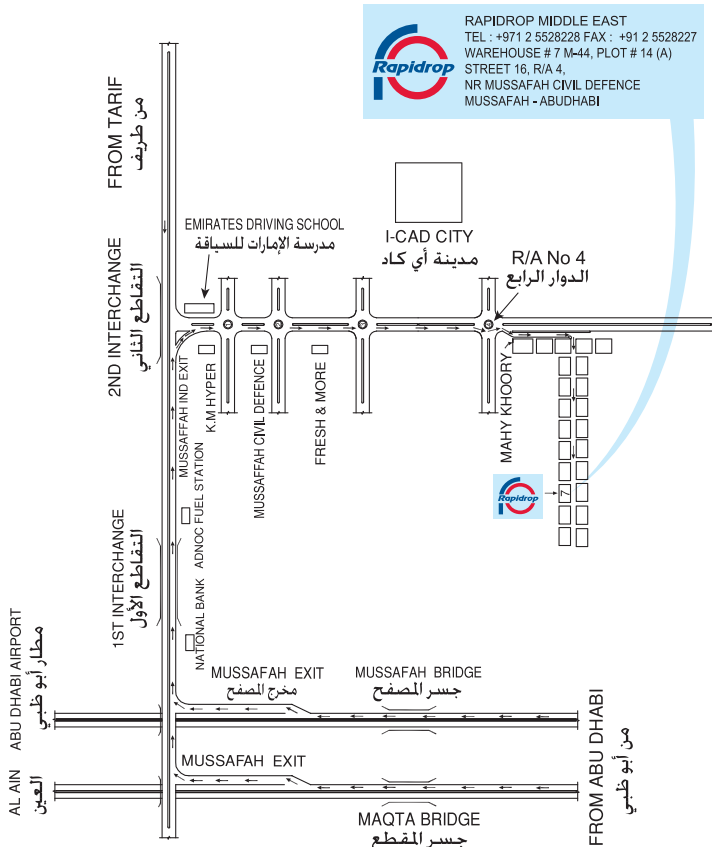 RAPIDROP MIDDLE EAST
TEL : +971 2 5528228 FAX : +91 2 5528227
WAREHOUSE # 7 M-44, PLOT # 14 (A)
STREET 16, R/A 4,
NR MUSSAFAH CIVIL DEFENCE
MUSSAFAH - ABUDHABI
Rapidrop
FROM TARIF
من طريف
EMIRATES DRIVING SCHOOL
مدرسة الإمارات للسياقة
I-CAD CITY
مدينة أي كاد
R/A No 4
الدوار الرابع
2ND INTERCHANGE
التقاطع الثاني
MUSSAFFAH IND EXIT
K.M HYPER
MUSSAFFAH CIVIL DEFENCE
FRESH & MORE
MAHY KHOORY
Rapidrop
7
ADNOC FUEL STATION
NATIONAL BANK
1ST INTERCHANGE
التقاطع الأول
ABU DHABI AIRPORT
مطار أبو ظبي
MUSSAFAH EXIT
مخرج المصفح
MUSSAFAH BRIDGE
جسر المصفح
AL AIN
العين
MUSSAFAH EXIT
MAQTA BRIDGE
جسر المقطع
FROM ABU DHABI
من أبو ظبي